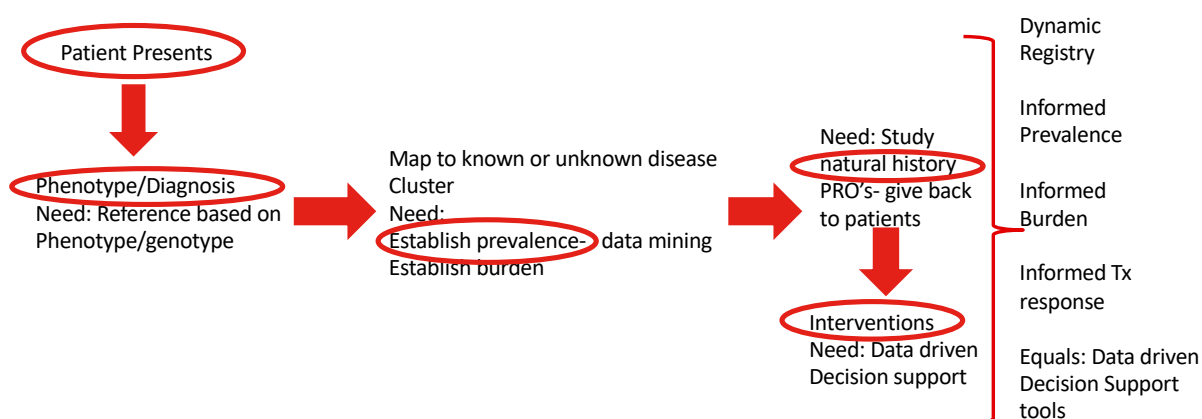 Patient Presents
Phenotype/Diagnosis
Need: Reference based on
Phenotype/genotype
Map to known or unknown disease
Cluster
Need:
Establish prevalence- data mining
Establish burden
Need: Study
natural history
PRO's- give back
to patients
Interventions
Need: Data driven
Decision support
Dynamic
Registry
Informed
Prevalence
Informed
Burden
Informed Tx
response
Equals: Data driven
Decision Support
tools